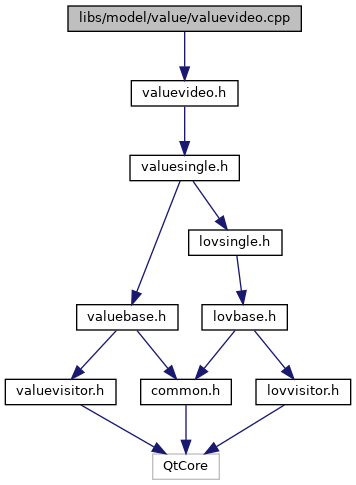 libs/model/value/valuevideo.cpp
valuevideo.h
valuesingle.h
lovsingle.h
valuebase.h
lovbase.h
valuevisitor.h
common.h
lovvisitor.h
QtCore